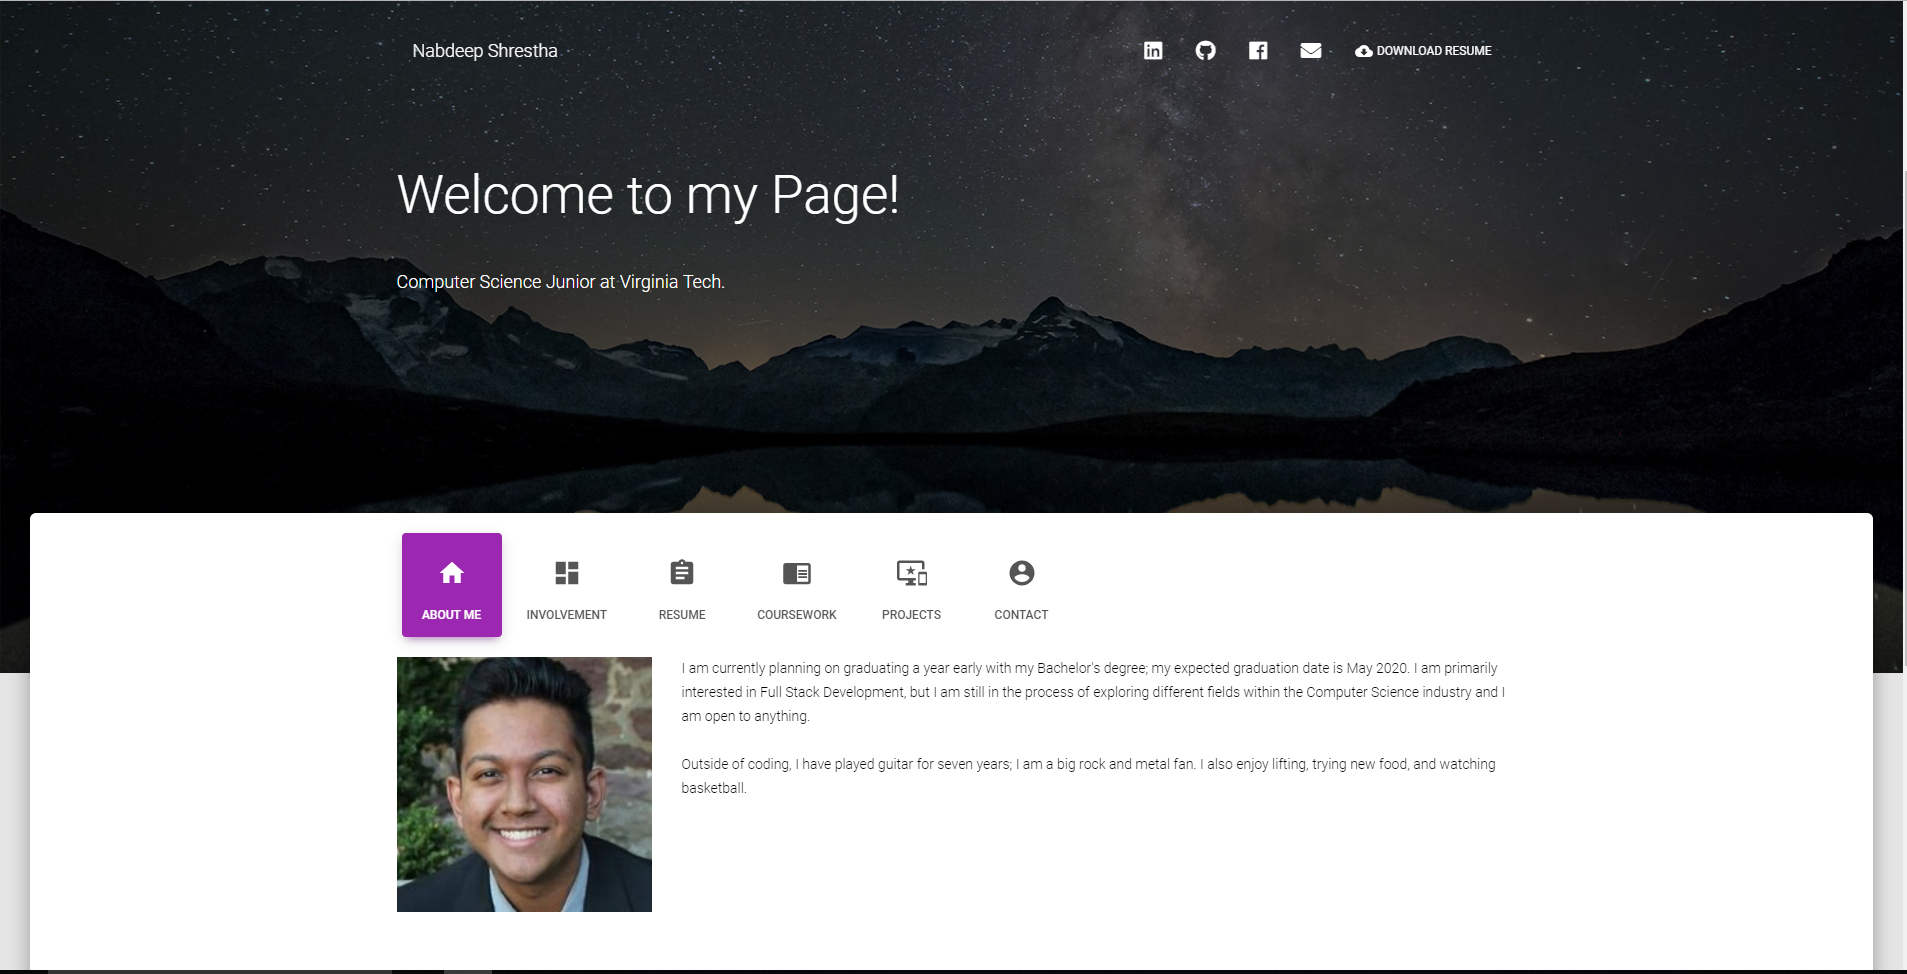 Nabdeep Shrestha
DOWNLOAD RESUME
Welcome to my Page!
Computer Science Junior at Virginia Tech.
ABOUT ME
INVOLVEMENT
RESUME
COURSEWORK
PROJECTS
CONTACT
I am currently planning on graduating a year early with my Bachelor's degree; my expected graduation date is May 2020. I am primarily
interested in Full Stack Development, but I am still in the process of exploring different fields within the Computer Science industry and I
am open to anything.
Outside of coding, I have played guitar for seven years; I am a big rock and metal fan. I also enjoy lifting, trying new food, and watching
basketball.